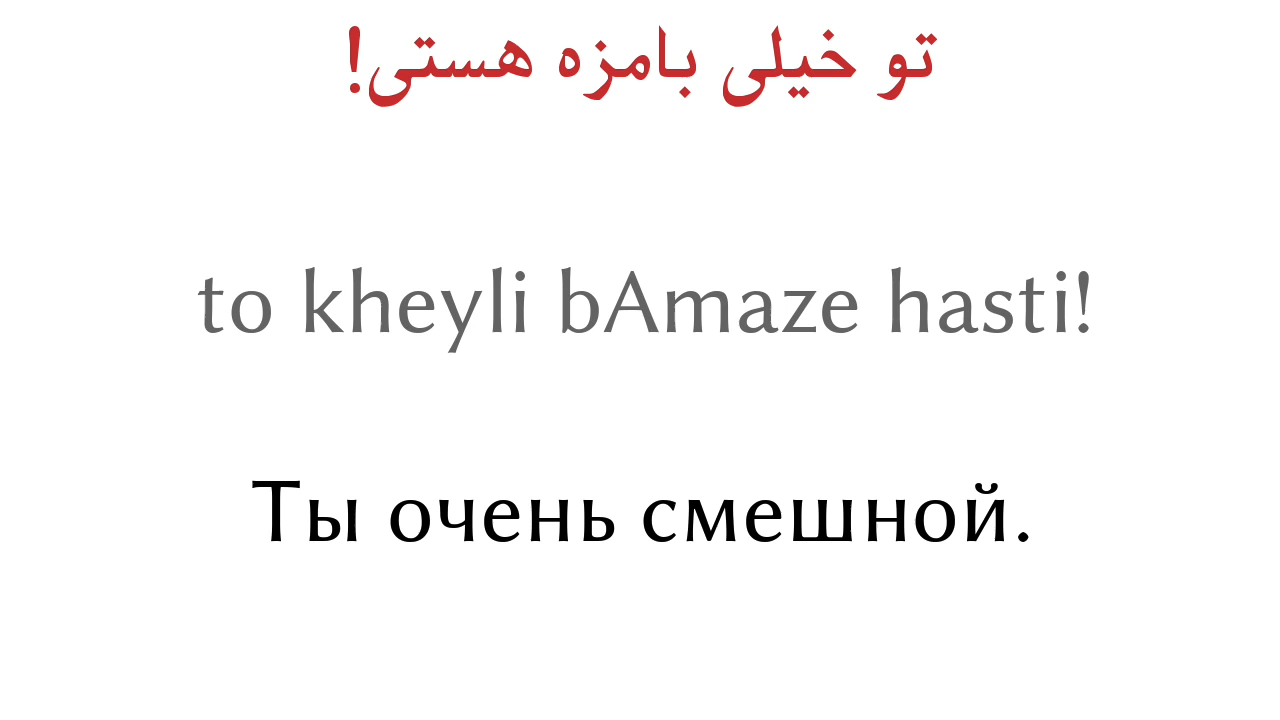 تو خیلی بامزه هستی!
to kheyli bAmaze hasti!
Ты очень смешной.